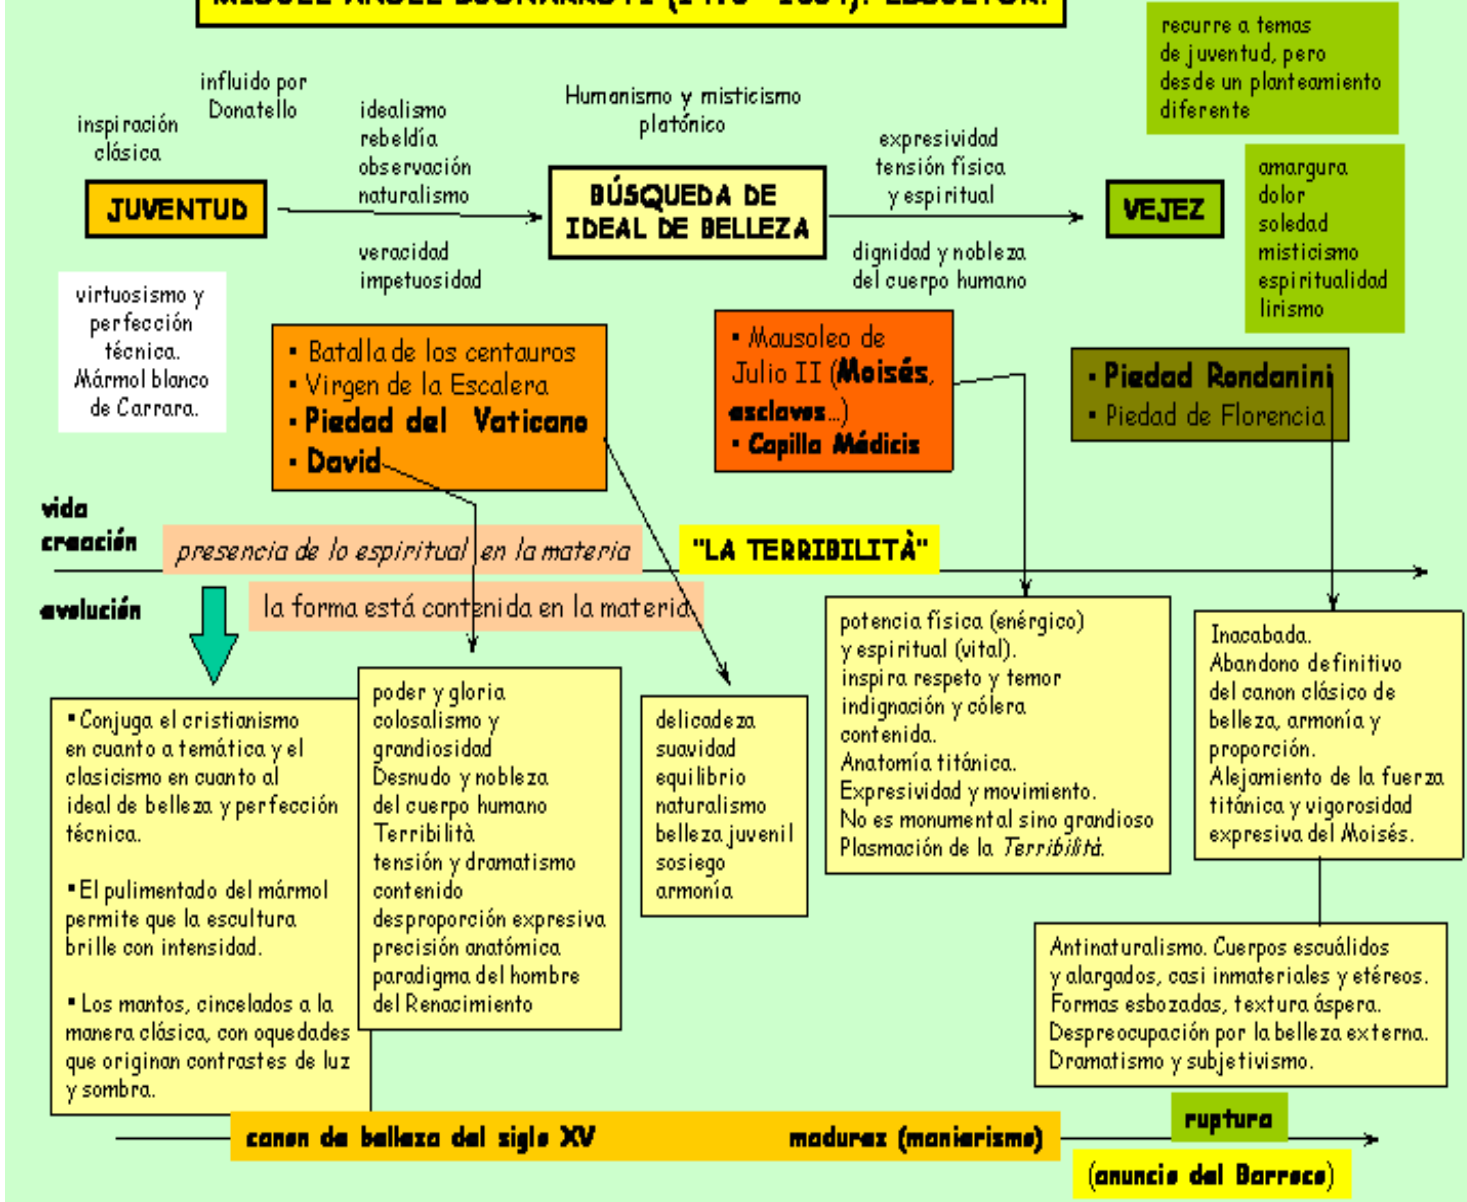 MIGUEL ÁNGEL BUONARROTI
ESCULTOR.
recurre a temas
de juventud, pero
desde un planteamiento
diferente
influido por
Donatello
inspiración
clásica
idealismo
rebeldía
observación
naturalismo
Humanismo y misticismo
platónico
expresividad
tensión física
y espiritual
amargura
dolor
soledad
misticismo
espiritualidad
lirismo
JUVENTUD
BÚSQUEDA DE
IDEAL DE BELLEZA
VEJEZ
veracidad
impetuosidad
dignidad y nobleza
del cuerpo humano
virtuosismo y
perfección
técnica.
Mármol blanco
de Carrara.
▪ Batalla de los centauros
▪ Virgen de la Escalera
▪ Piedad del Vaticano
▪ David
▪ Mausoleo de
Julio II (Moisés,
esclavos...)
▪ Capilla Médicis
▪ Piedad Rondanini
▪ Piedad de Florencia
vida
creación
presencia de lo espiritual en la materia
"LA TERRIBILITÀ"
evolución
la forma está contenida en la materia
▪ Conjuga el cristianismo
en cuanto a temática y el
clasicismo en cuanto al
ideal de belleza y perfección
técnica.
▪ El pulimentado del mármol
permite que la escultura
brille con intensidad.
▪ Los mantos, cincelados a la
manera clásica, con oquedades
que originan contrastes de luz
y sombra.
poder y gloria
colosalismo y
grandiosidad
Desnudo y nobleza
del cuerpo humano
Terribilità
tensión y dramatismo
contenido
desproporción expresiva
precisión anatómica
paradigma del hombre
del Renacimiento
delicadeza
suavidad
equilibrio
naturalismo
belleza juvenil
sosiego
armonía
potencia física (enérgico)
y espiritual (vital).
inspira respeto y temor
indignación y cólera
contenida.
Anatomía titánica.
Expresividad y movimiento.
No es monumental sino grandioso
Plasmación de la Terribilità.
Inacabada.
Abandono definitivo
del canon clásico de
belleza, armonía y
proporción.
Alejamiento de la fuerza
titánica y vigorosidad
expresiva del Moisés.
Antinaturalismo. Cuerpos escuálidos
y alargados, casi inmateriales y etéreos.
Formas esbozadas, textura áspera.
Despreocupación por la belleza externa.
Dramatismo y subjetivismo.
canon de belleza del siglo XV
madurez (manierismo)
ruptura
(anuncio del Barroco)